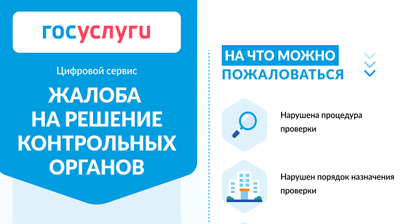 госуслуги
Цифровой сервис
ЖАЛОБА
НА РЕШЕНИЕ
КОНТРОЛЬНЫХ
ОРГАНОВ
НА ЧТО МОЖНО
ПОЖАЛОВАТЬСЯ
Нарушена процедура
проверки
Нарушен порядок назначения
проверки